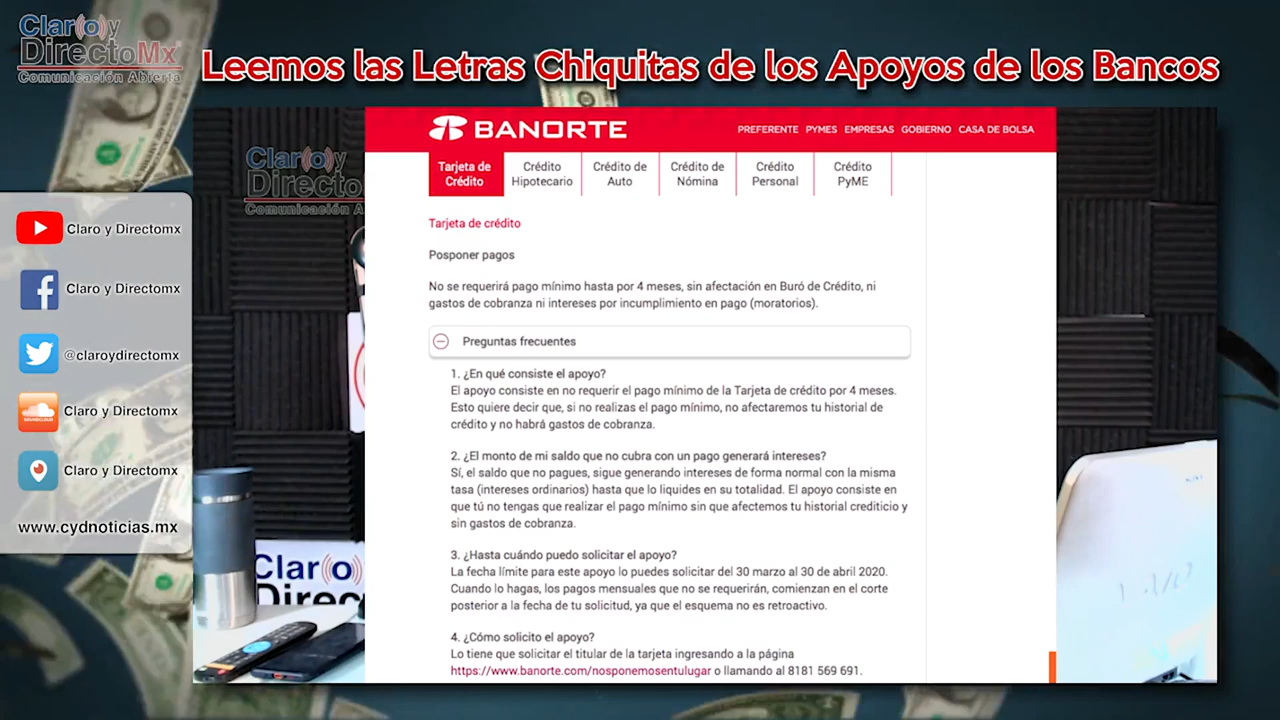 Claro y
DirectoMx
Comunicación Abierta
Leemos las Letras Chiquitas de los Apoyos de los Bancos
Claro y Directomx
Claro y Directomx
@claroydirectomx
SOUNDCLOUD
Claro y Directomx
Claro y Directomx
www.cydnoticias.mx
Claro y
Directo
Comunicación A
BANORTE
PREFERENTE PYMES EMPRESAS GOBIERNO CASA DE BOLSA
Tarjeta de Crédito
Crédito Hipotecario
Crédito de Auto
Crédito de Nómina
Crédito Personal
Crédito PyME
Tarjeta de crédito
Posponer pagos
No se requerirá pago mínimo hasta por 4 meses, sin afectación en Buró de Crédito, ni
gastos de cobranza ni intereses por incumplimiento en pago (moratorios).
Preguntas frecuentes
1. ¿En qué consiste el apoyo?
El apoyo consiste en no requerir el pago mínimo de la Tarjeta de crédito por 4 meses.
Esto quiere decir que, si no realizas el pago mínimo, no afectaremos tu historial de
crédito y no habrá gastos de cobranza.
2. ¿El monto de mi saldo que no cubra con un pago generará intereses?
Sí, el saldo que no pagues, sigue generando intereses de forma normal con la misma
tasa (intereses ordinarios) hasta que lo liquides en su totalidad. El apoyo consiste en
que tú no tengas que realizar el pago mínimo sin que afectemos tu historial crediticio y
sin gastos de cobranza.
3. ¿Hasta cuándo puedo solicitar el apoyo?
La fecha límite para este apoyo lo puedes solicitar del 30 marzo al 30 de abril 2020.
Cuando lo hagas, los pagos mensuales que no se requerirán, comienzan en el corte
posterior a la fecha de tu solicitud, ya que el esquema no es retroactivo.
4. ¿Cómo solicito el apoyo?
Lo tiene que solicitar el titular de la tarjeta ingresando a la página
https://www.banorte.com/nosponemosentulugar o llamando al 8181 569 691.
Claro
Direc